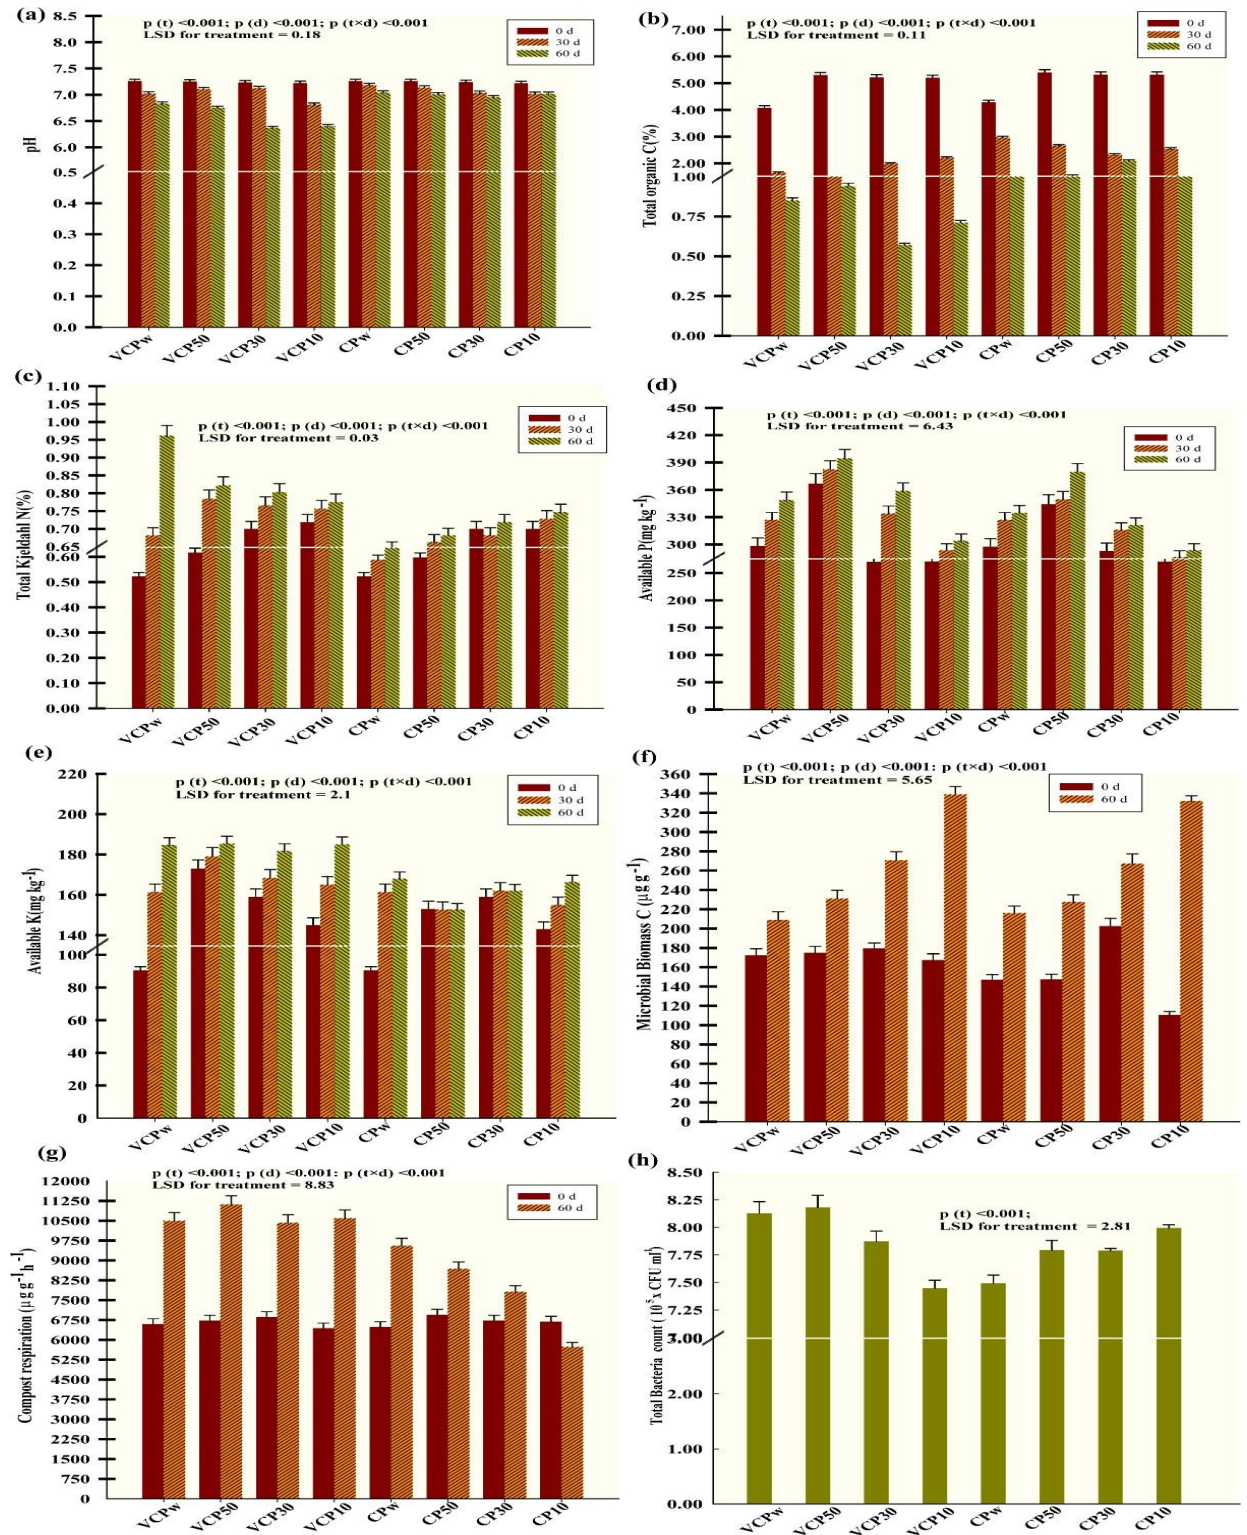 (a)
p (t) <0.001; p (d) <0.001; p (t×d) <0.001
LSD for treatment = 0.18
0 d
30 d
60 d
8.5
8.0
7.5
7.0
6.5
6.0
0.5
0.4
0.3
0.2
0.1
0.0
pH
VCPw VCP50 VCP30 VCP10 CPw CP50 CP30 CP10
(b)
p (t) <0.001; p (d) <0.001; p (t×d) <0.001
LSD for treatment = 0.11
0 d
30 d
60 d
7.00
6.00
5.00
4.00
3.00
2.00
1.00
0.75
0.50
0.25
0.00
Total organic C(%)
VCPw VCP50 VCP30 VCP10 CPw CP50 CP30 CP10
(c)
p (t) <0.001; p (d) <0.001; p (t×d) <0.001
LSD for treatment = 0.03
0 d
30 d
60 d
1.10
1.05
1.00
0.95
0.90
0.85
0.80
0.75
0.70
0.65
0.60
0.50
0.40
0.30
0.20
0.10
0.00
Total Kjeldahl N(%)
VCPw VCP50 VCP30 VCP10 CPw CP50 CP30 CP10
(d)
p (t) <0.001; p (d) <0.001; p (t×d) <0.001
LSD for treatment = 6.43
0 d
30 d
60 d
450
420
390
360
330
300
250
200
150
100
50
0
Available P(mg kg-1)
VCPw VCP50 VCP30 VCP10 CPw CP50 CP30 CP10
(e)
p (t) <0.001; p (d) <0.001; p (t×d) <0.001
LSD for treatment = 2.1
0 d
30 d
60 d
220
200
180
160
140
100
80
60
40
20
0
Available K(mg kg-1)
VCPw VCP50 VCP30 VCP10 CPw CP50 CP30 CP10
(f)
p (t) <0.001; p (d) <0.001: p (t×d) <0.001
LSD for treatment = 5.65
0 d
60 d
360
340
320
300
280
260
240
220
200
180
160
140
120
100
80
60
40
20
0
Microbial Biomass C (µg g-1)
VCPw VCP50 VCP30 VCP10 CPw CP50 CP30 CP10
(g)
p (t) <0.001; p (d) <0.001: p (t×d) <0.001
LSD for treatment = 8.83
0 d
60 d
12000
11250
10500
9750
9000
8250
7500
6750
6000
5250
4500
3750
3000
2250
1500
750
0
Compost respiration (µg g-1h-1)
VCPw VCP50 VCP30 VCP10 CPw CP50 CP30 CP10
(h)
p (t) <0.001;
LSD for treatment = 2.81
8.50
8.25
8.00
7.75
7.50
7.25
3.00
2.00
1.00
0.00
Total Bacteria count (10^5 x CFU ml-1)
VCPw VCP50 VCP30 VCP10 CPw CP50 CP30 CP10